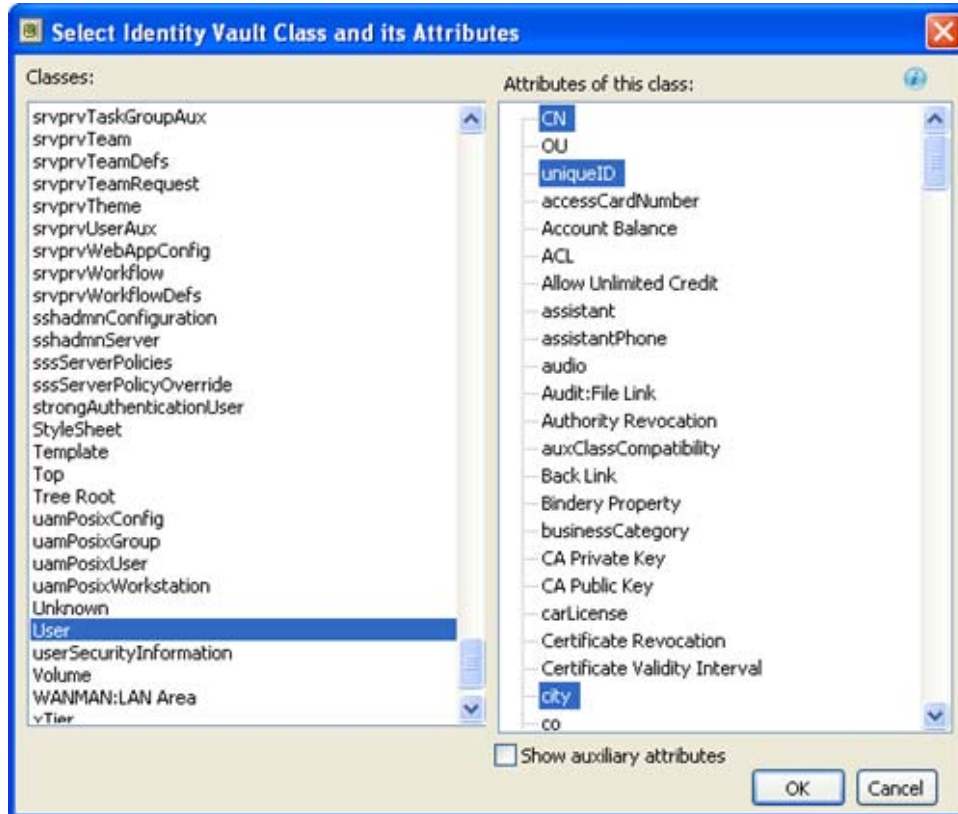 Select Identity Vault Class and its Attributes
Classes:
srvprvTaskGroupAux
srvprvTeam
srvprvTeamDefs
srvprvTeamRequest
srvprvTheme
srvprvUserAux
srvprvWebAppConfig
srvprvWorkflow
srvprvWorkflowDefs
sshadmnConfiguration
sshadmnServer
sssServerPolicies
sssServerPolicyOverride
strongAuthenticationUser
StyleSheet
Template
Top
Tree Root
uamPosixConfig
uamPosixGroup
uamPosixUser
uamPosixWorkstation
Unknown
User
userSecurityInformation
Volume
WANMAN:LAN Area
vTier
Attributes of this class:
CN
OU
uniqueID
accessCardNumber
Account Balance
ACL
Allow Unlimited Credit
assistant
assistantPhone
audio
Audit:File Link
Authority Revocation
auxClassCompatibility
Back Link
Bindery Property
businessCategory
CA Private Key
CA Public Key
carLicense
Certificate Revocation
Certificate Validity Interval
city
co
Show auxiliary attributes
OK
Cancel